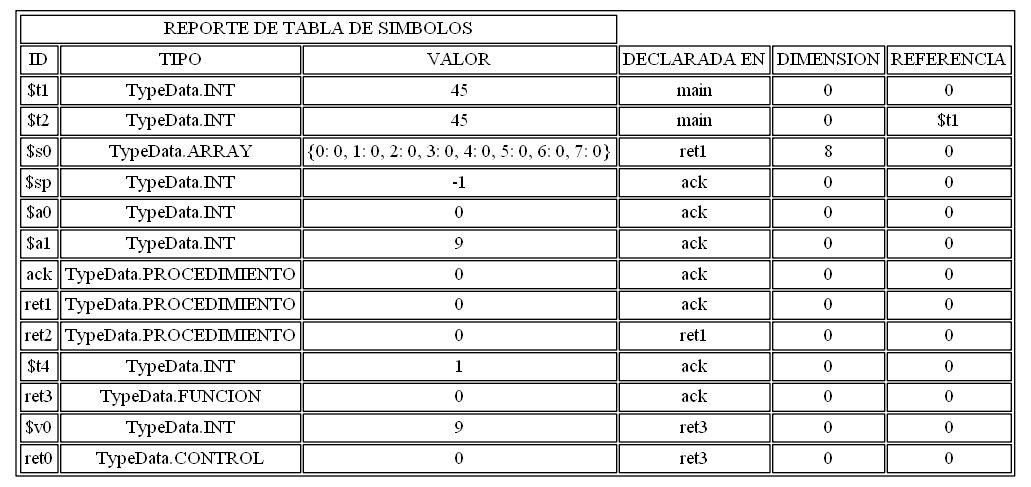 REPORTE DE TABLA DE SIMBOLOS
ID TIPO VALOR DECLARADA EN DIMENSION REFERENCIA
$t1 TypeData.INT 45 main 0 0
$t2 TypeData.INT 45 main 0 $t1
$s0 TypeData.ARRAY {0: 0, 1: 0, 2: 0, 3: 0, 4: 0, 5: 0, 6: 0, 7: 0} ret1 8 0
$sp TypeData.INT -1 ack 0 0
$a0 TypeData.INT 0 ack 0 0
$a1 TypeData.INT 9 ack 0 0
ack TypeData.PROCEDIMIENTO 0 ack 0 0
ret1 TypeData.PROCEDIMIENTO 0 ack 0 0
ret2 TypeData.PROCEDIMIENTO 0 ret1 0 0
$t4 TypeData.INT 1 ack 0 0
ret3 TypeData.FUNCION 0 ack 0 0
$v0 TypeData.INT 9 ret3 0 0
ret0 TypeData.CONTROL 0 ret3 0 0